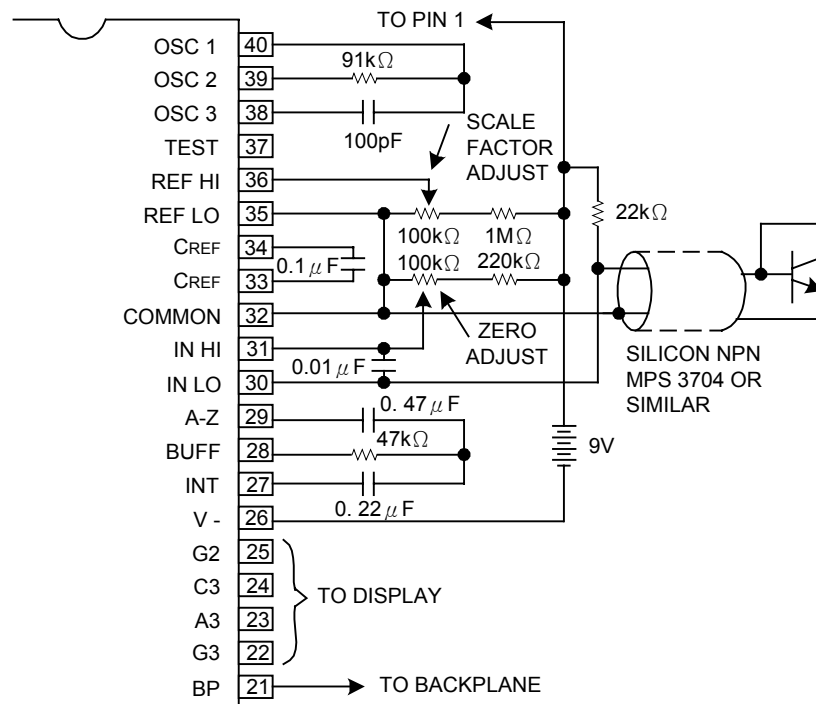 TO PIN 1
OSC 1 40
91kΩ
OSC 2 39
OSC 3 38
100pF
SCALE
FACTOR
ADJUST
TEST 37
REF HI 36
REF LO 35
22kΩ
100kΩ 1MΩ
CREF 34
0.1μF
100kΩ 220kΩ
CREF 33
COMMON 32
IN HI 31
ZERO
ADJUST
0.01μF
IN LO 30
SILICON NPN
MPS 3704 OR
SIMILAR
A-Z 29
0.47μF
BUFF 28
47kΩ
9V
INT 27
0.22μF
V - 26
G2 25
C3 24
TO DISPLAY
A3 23
G3 22
BP 21
TO BACKPLANE